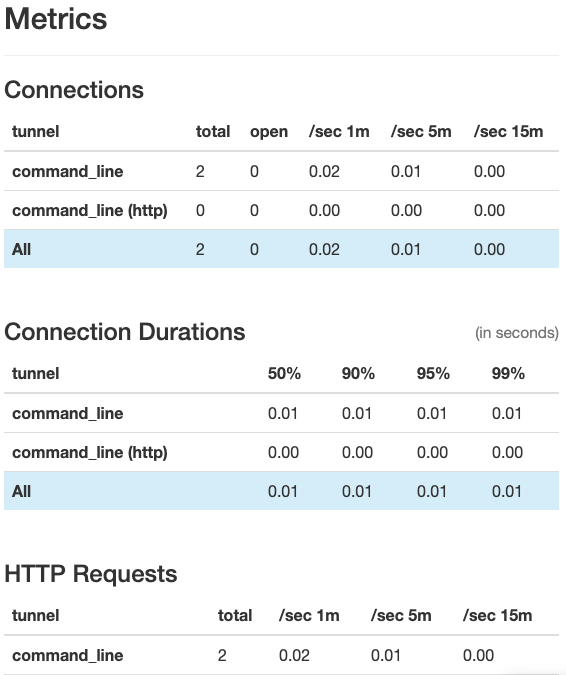 Metrics
Connections
tunnel total open /sec 1m /sec 5m /sec 15m
command_line 2 0 0.02 0.01 0.00
command_line (http) 0 0 0.00 0.00 0.00
All 2 0 0.02 0.01 0.00
Connection Durations (in seconds)
tunnel 50% 90% 95% 99%
command_line 0.01 0.01 0.01 0.01
command_line (http) 0.00 0.00 0.00 0.00
All 0.01 0.01 0.01 0.01
HTTP Requests
tunnel total /sec 1m /sec 5m /sec 15m
command_line 2 0.02 0.01 0.00